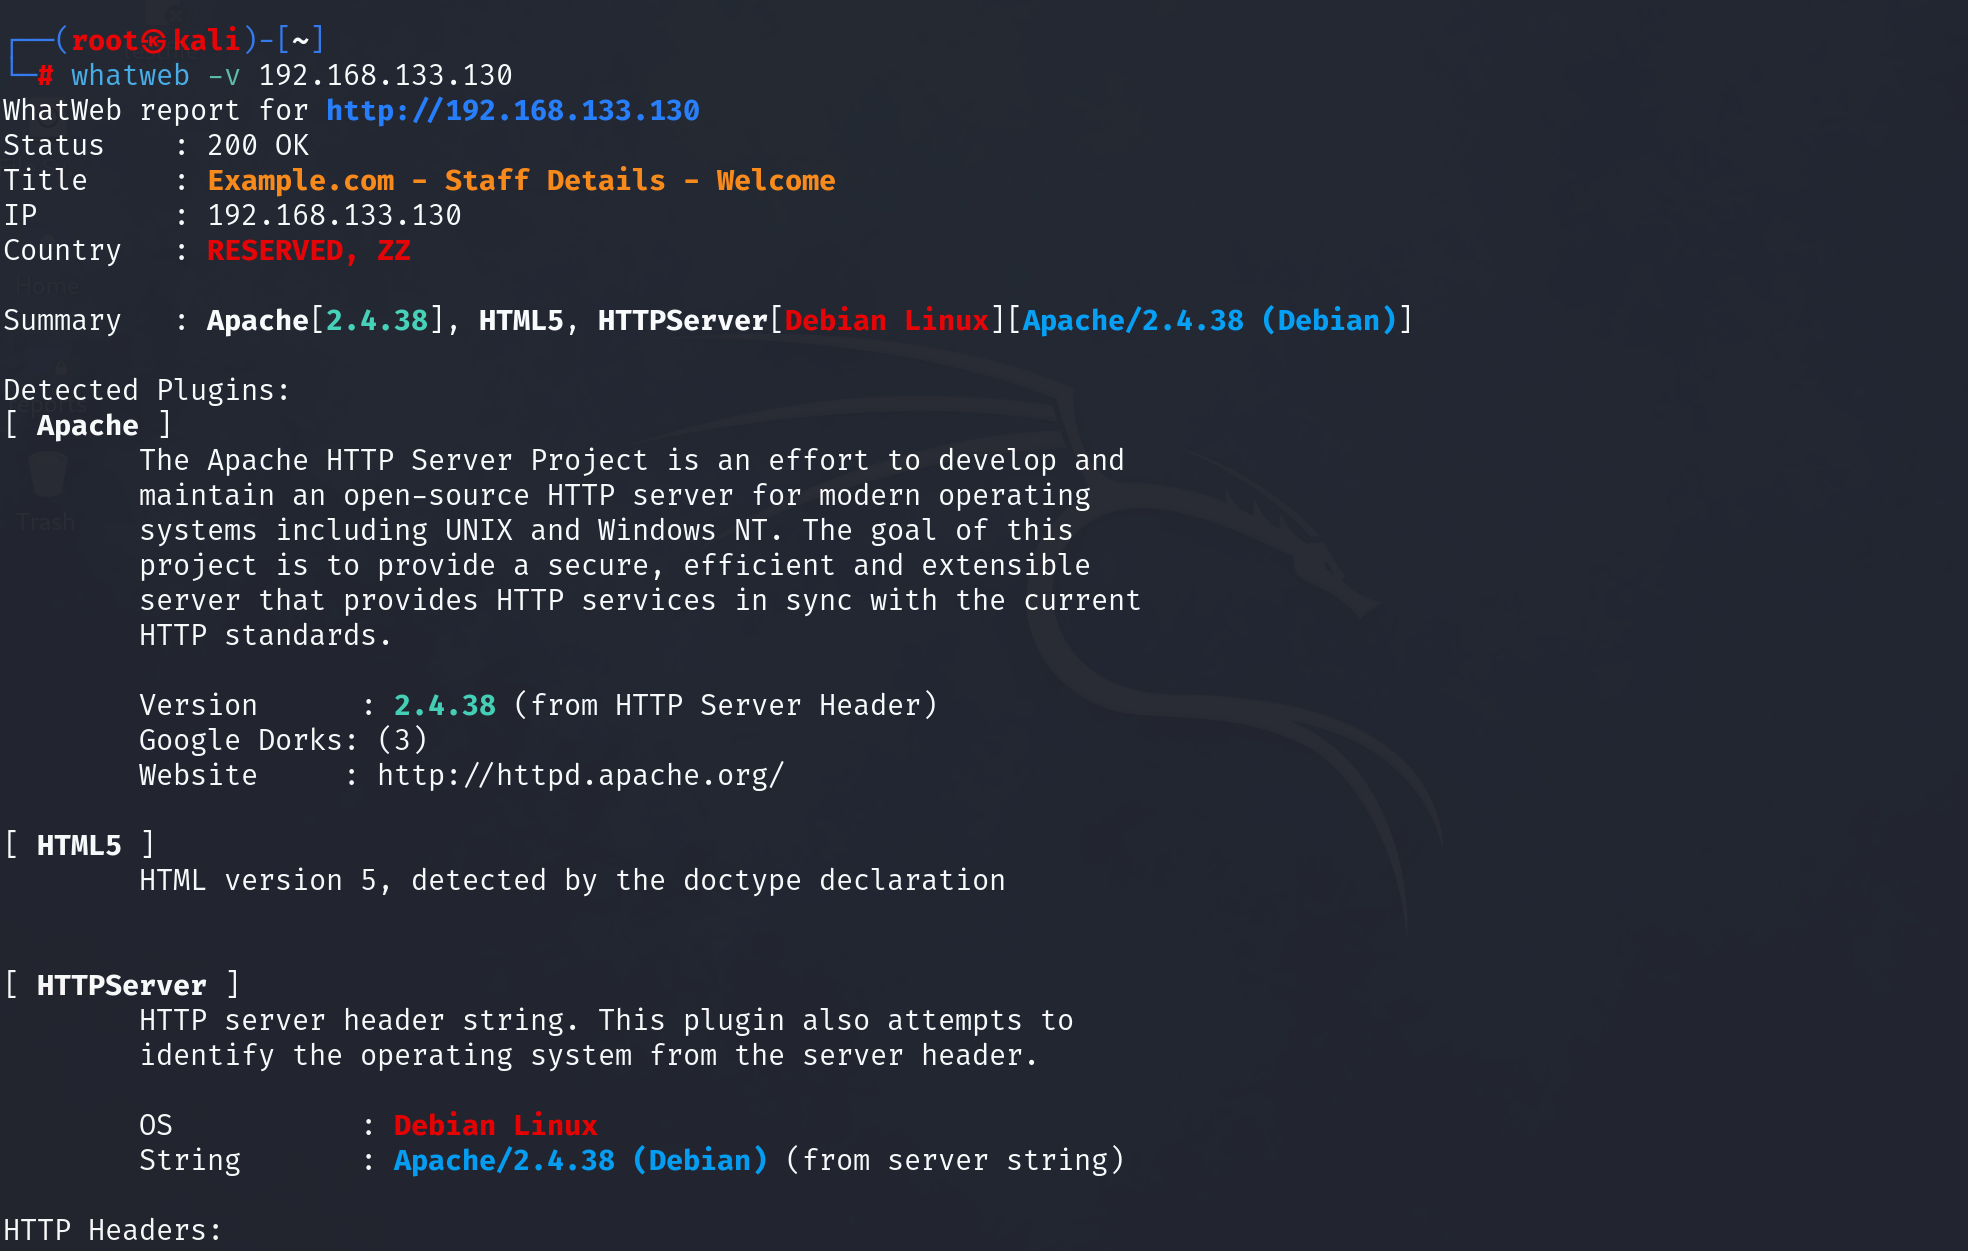 ┌──(root㉿kali)-[~]
└─# whatweb -v 192.168.133.130
WhatWeb report for http://192.168.133.130
Status    : 200 OK
Title     : Example.com - Staff Details - Welcome
IP        : 192.168.133.130
Country   : RESERVED, ZZ
Home
Summary   : Apache[2.4.38], HTML5, HTTPServer[Debian Linux][Apache/2.4.38 (Debian)]
Detected Plugins:
[ Apache ]
The Apache HTTP Server Project is an effort to develop and
maintain an open-source HTTP server for modern operating
systems including UNIX and Windows NT. The goal of this
Trash
project is to provide a secure, efficient and extensible
server that provides HTTP services in sync with the current
HTTP standards.
Version      : 2.4.38 (from HTTP Server Header)
Google Dorks: (3)
Website     : http://httpd.apache.org/
[ HTML5 ]
HTML version 5, detected by the doctype declaration
[ HTTPServer ]
HTTP server header string. This plugin also attempts to
identify the operating system from the server header.
OS           : Debian Linux
String       : Apache/2.4.38 (Debian) (from server string)
HTTP Headers: